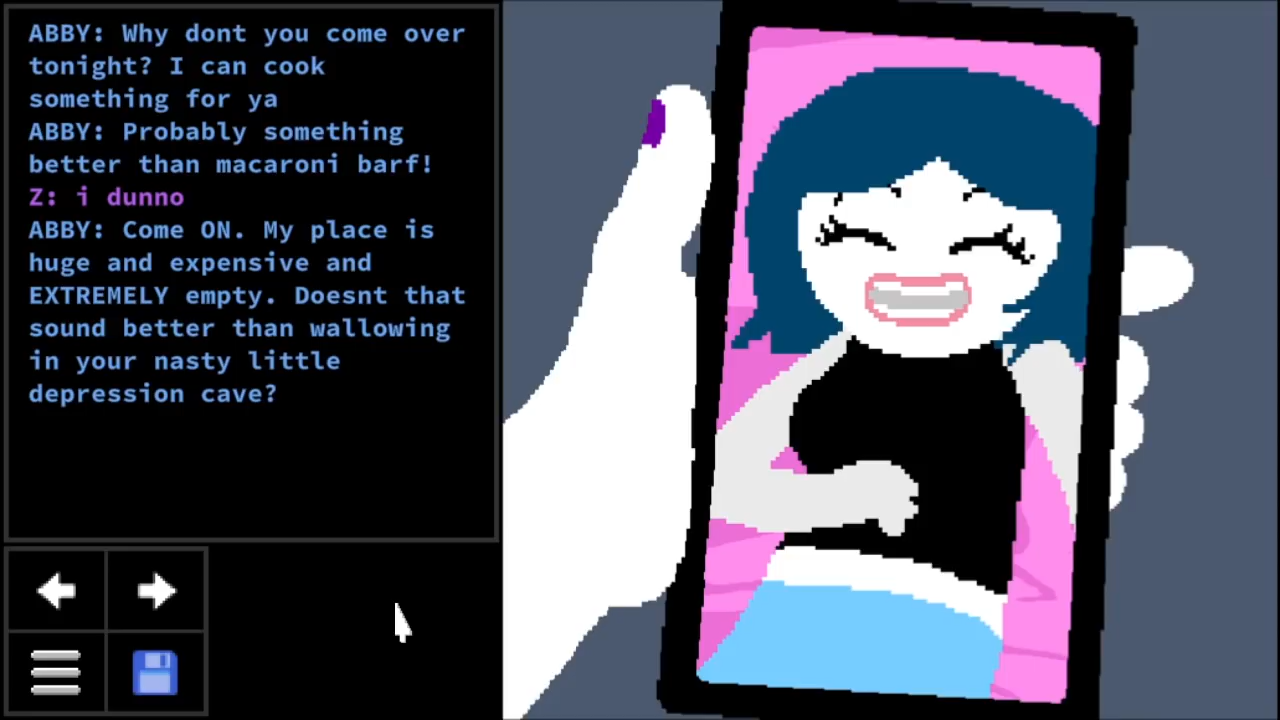 ABBY: Why dont you come over
tonight? I can cook
something for ya
ABBY: Probably something
better than macaroni barf!
Z: i dunno
ABBY: Come ON. My place is
huge and expensive and
EXTREMELY empty. Doesnt that
sound better than wallowing
in your nasty little
depression cave?